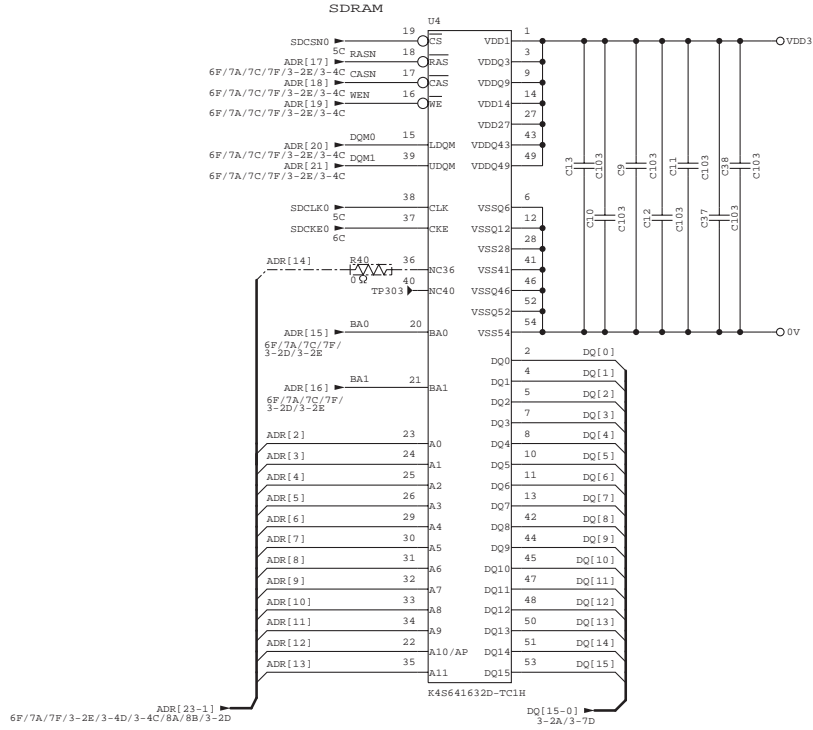 SDRAM
U4
SDCSN0 19 CS VDD1 1 VDD3
5C
ADR[17] RASN 18 RAS VDDQ3 3
6F/7A/7C/7F/3-2E/3-4C
ADR[18] CASN 17 CAS VDDQ9 9
6F/7A/7C/7F/3-2E/3-4C
ADR[19] WEN 16 WE VDD14 14
6F/7A/7C/7F/3-2E/3-4C
VDD27 27
ADR[20] DQM0 15 LDQM VDDQ43 43
6F/7A/7C/7F/3-2E/3-4C
ADR[21] DQM1 39 UDQM VDDQ49 49
6F/7A/7C/7F/3-2E/3-4C
C13 C103 C9 C103 C11 C103 C38 C103
C10 C103 C12 C103 C37 C103
SDCLK0 38 CLK VSSQ6 6
5C
SDCKE0 37 CKE VSSQ12 12
6C
VSS28 28
ADR[14] R40 0Ω 36 NC36 VSS41 41
TP303 40 NC40 VSSQ46 46
VSSQ52 52
ADR[15] BA0 20 BA0 VSS54 54 0V
6F/7A/7C/7F/
3-2D/3-2E
DQ0 2 DQ[0]
ADR[16] BA1 21 BA1 DQ1 4 DQ[1]
6F/7A/7C/7F/
3-2D/3-2E
DQ2 5 DQ[2]
DQ3 7 DQ[3]
ADR[2] 23 A0 DQ4 8 DQ[4]
ADR[3] 24 A1 DQ5 10 DQ[5]
ADR[4] 25 A2 DQ6 11 DQ[6]
ADR[5] 26 A3 DQ7 13 DQ[7]
ADR[6] 29 A4 DQ8 42 DQ[8]
ADR[7] 30 A5 DQ9 44 DQ[9]
ADR[8] 31 A6 DQ10 45 DQ[10]
ADR[9] 32 A7 DQ11 47 DQ[11]
ADR[10] 33 A8 DQ12 48 DQ[12]
ADR[11] 34 A9 DQ13 50 DQ[13]
ADR[12] 22 A10/AP DQ14 51 DQ[14]
ADR[13] 35 A11 DQ15 53 DQ[15]
K4S641632D-TC1H
ADR[23-1]
6F/7A/7F/3-2E/3-4D/3-4C/8A/8B/3-2D
DQ[15-0]
3-2A/3-7D